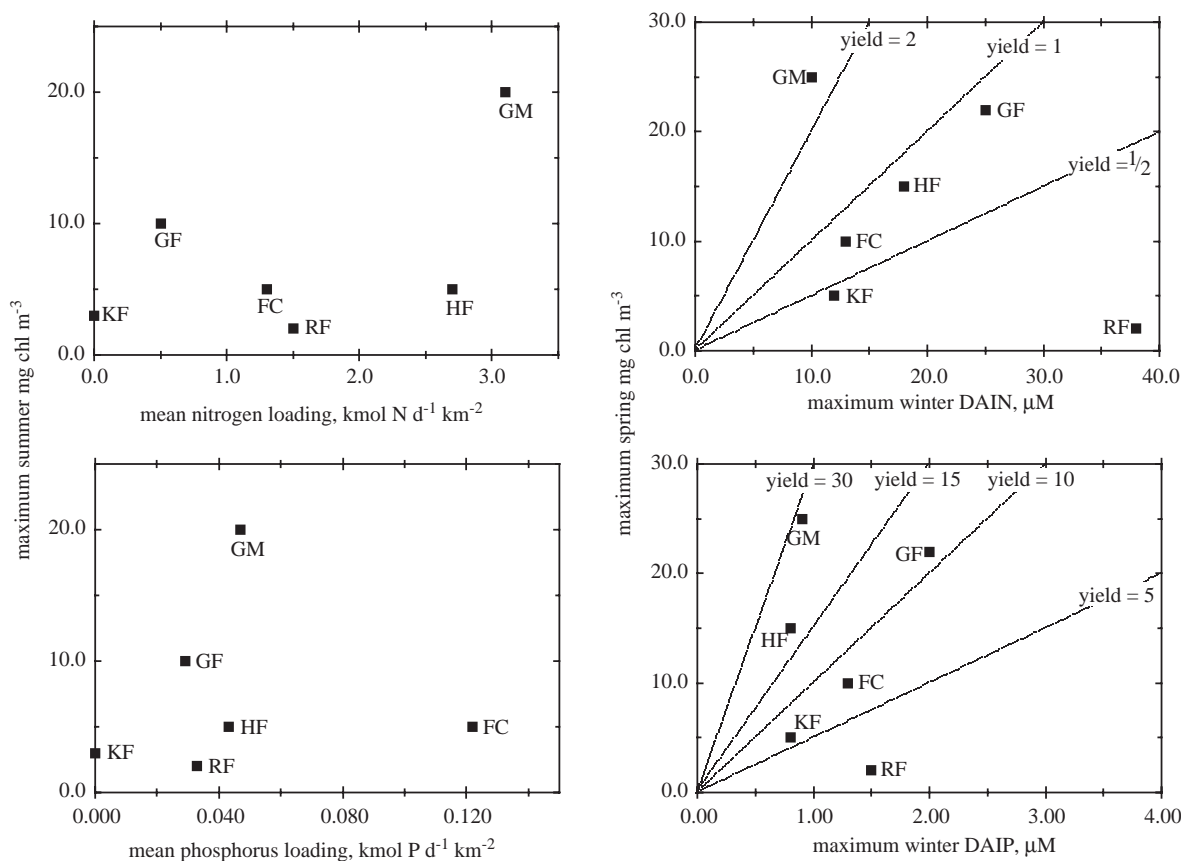 maximum summer mg chl m-3
20.0
10.0
0.0
GM
GF
KF
FC
RF
HF
0.0 1.0 2.0 3.0
mean nitrogen loading, kmol N d-1 km-2
20.0
10.0
0.0
GM
GF
HF
FC
KF
RF
0.000 0.040 0.080 0.120
mean phosphorus loading, kmol P d-1 km-2
maximum spring mg chl m-3
30.0
20.0
10.0
0.0
yield = 2
yield = 1
GM
GF
yield =1/2
HF
FC
KF
RF
0.0 10.0 20.0 30.0 40.0
maximum winter DAIN, μM
30.0
20.0
10.0
0.0
yield = 30
yield = 15
yield = 10
GM
GF
yield = 5
HF
FC
KF
RF
0.0 1.0 2.0 3.00 4.00
maximum winter DAIP, μM